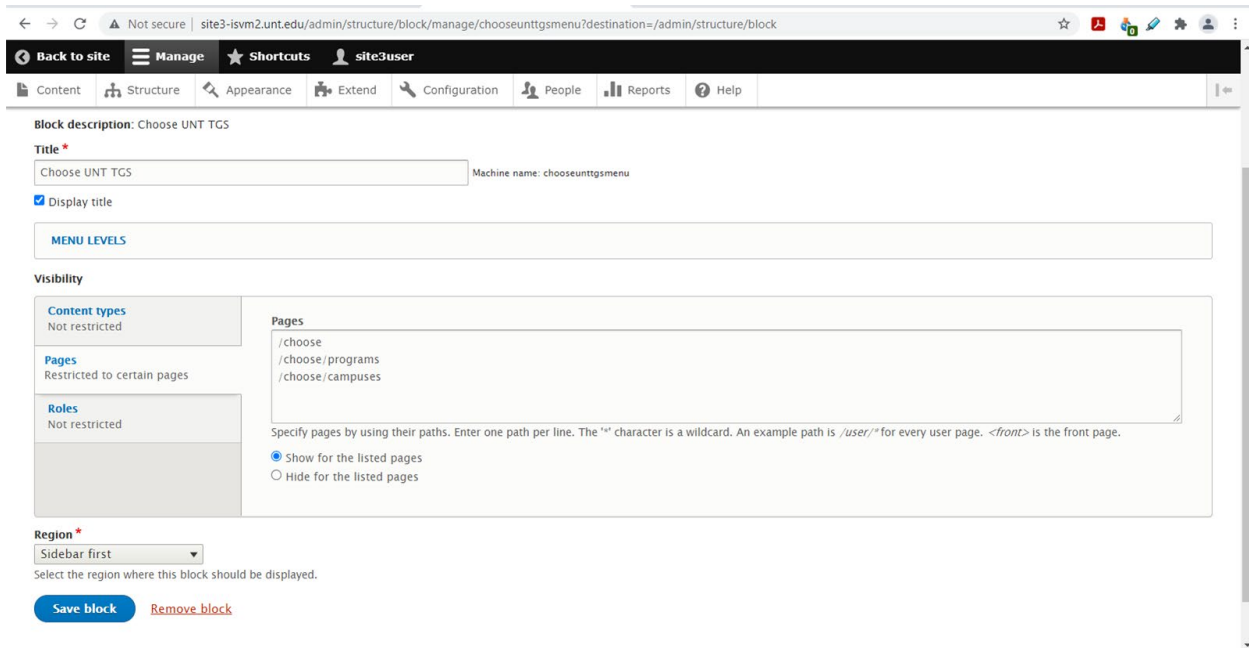 Not secure | site3-isvm2.unt.edu/admin/structure/block/manage/chooseunttgsmenu?destination=/admin/structure/block
0
Back to site Manage Shortcuts site3user
Content Structure Appearance Extend Configuration People Reports Help
Block description: Choose UNT TGS
Title *
Choose UNT TGS Machine name: chooseunttgsmenu
Display title
MENU LEVELS
Visibility
Content types
Not restricted
Pages
Restricted to certain pages
Roles
Not restricted
Pages
/choose
/choose/programs
/choose/campuses
Specify pages by using their paths. Enter one path per line. The '*' character is a wildcard. An example path is /user/* for every user page. <front> is the front page.
Show for the listed pages
Hide for the listed pages
Region *
Sidebar first
Select the region where this block should be displayed.
Save block Remove block